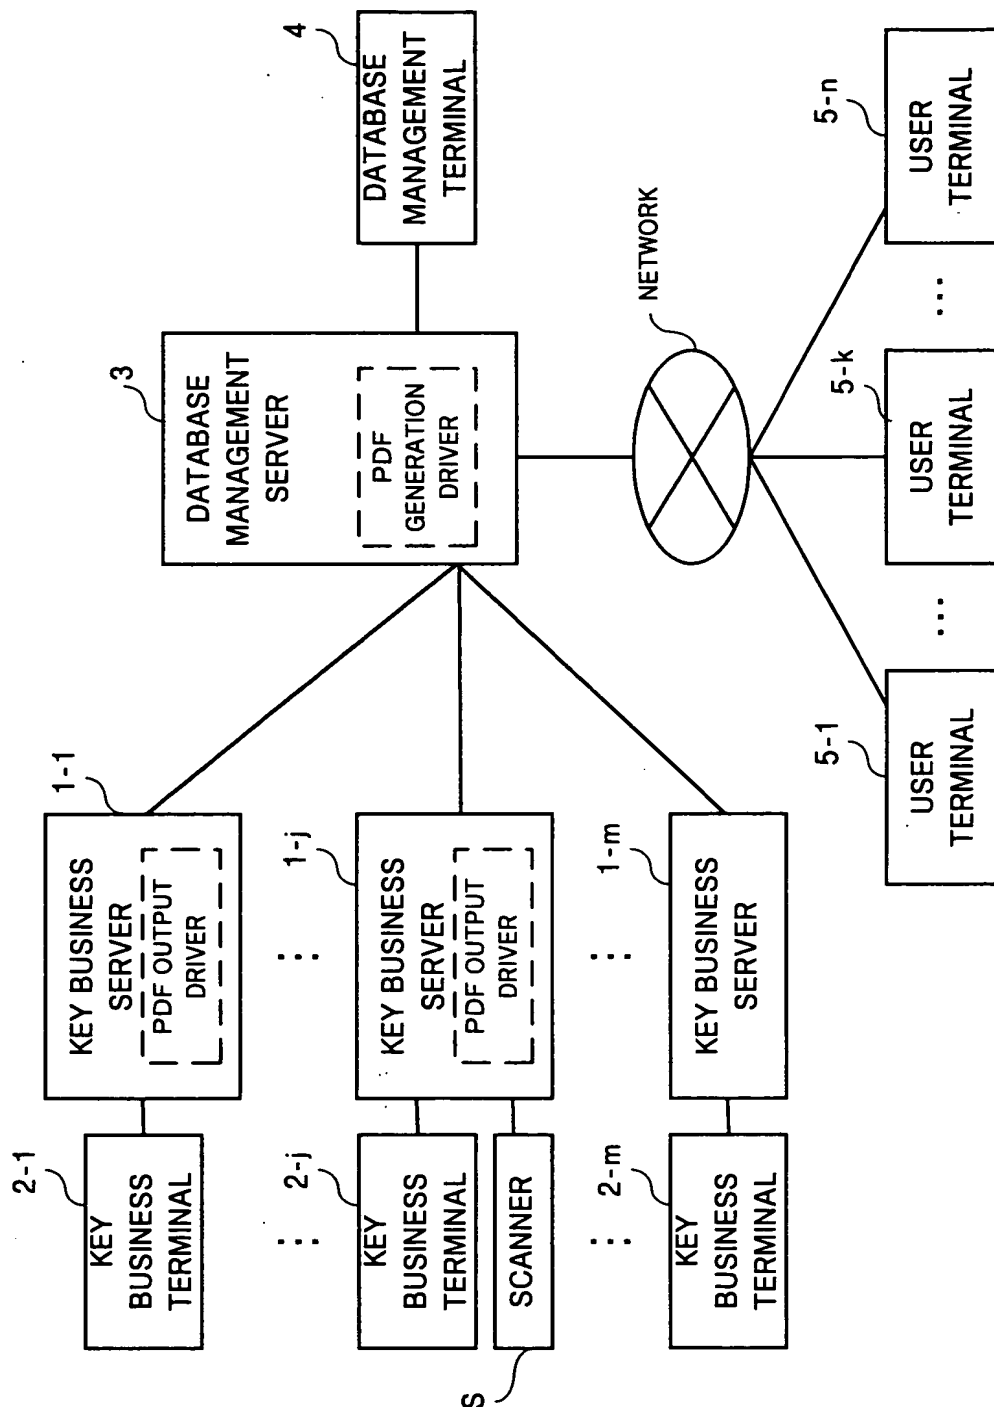 2-1
KEY
BUSINESS
TERMINAL
1-1
KEY BUSINESS
SERVER
PDF OUTPUT
DRIVER
...
...
2-j
KEY
BUSINESS
TERMINAL
S
SCANNER
1-j
KEY BUSINESS
SERVER
PDF OUTPUT
DRIVER
...
...
2-m
KEY
BUSINESS
TERMINAL
1-m
KEY BUSINESS
SERVER
3
DATABASE
MANAGEMENT
SERVER
PDF
GENERATION
DRIVER
4
DATABASE
MANAGEMENT
TERMINAL
NETWORK
5-1
USER
TERMINAL
...
5-k
USER
TERMINAL
...
5-n
USER
TERMINAL